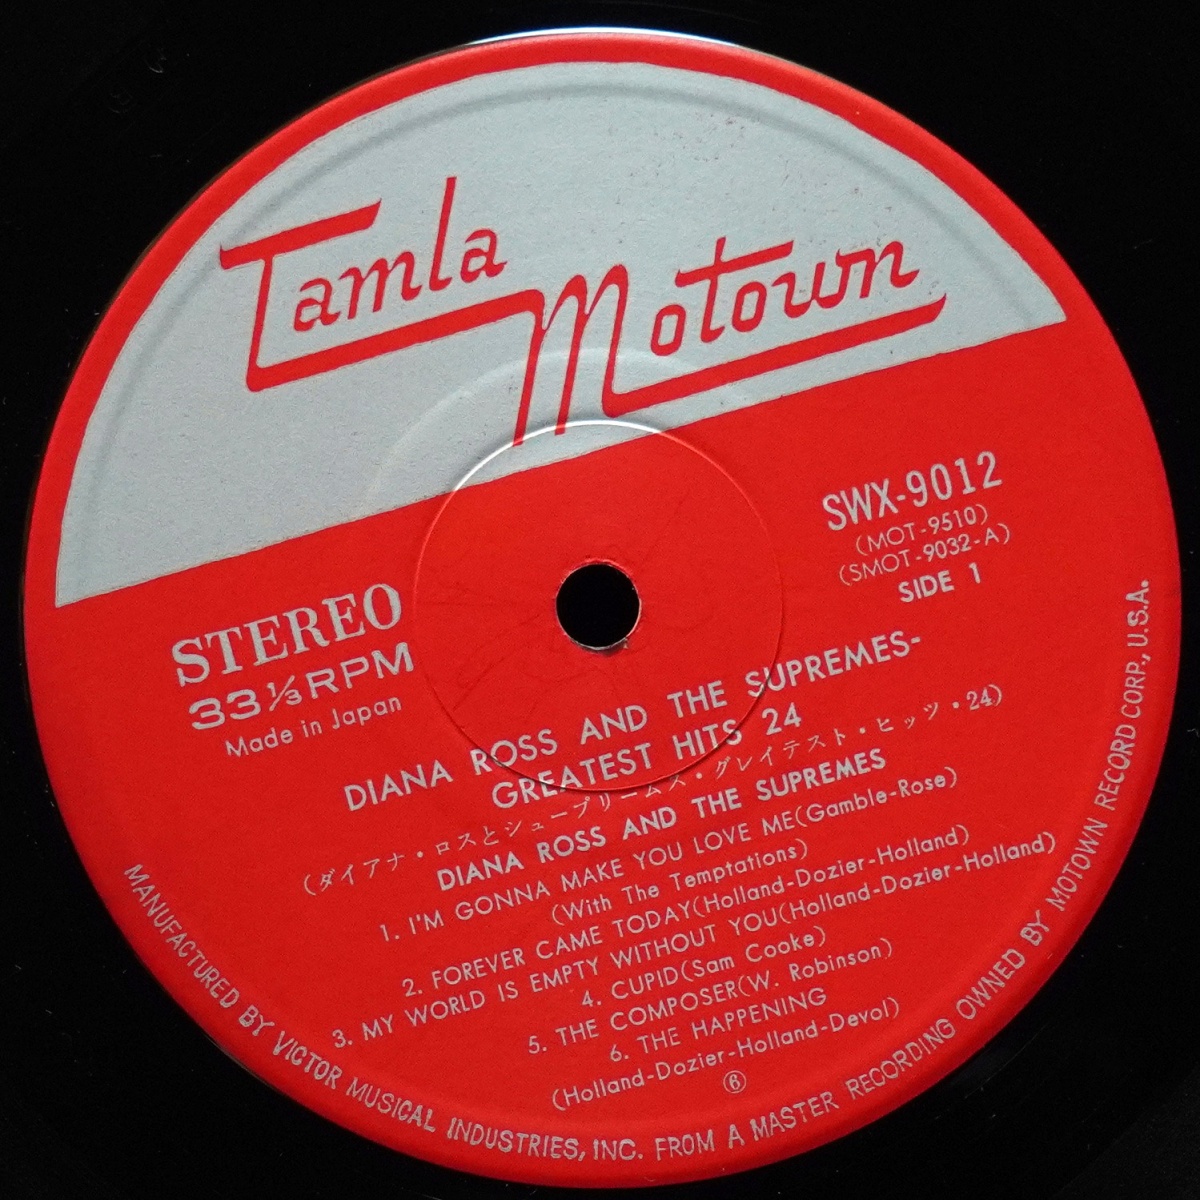 Tamla Motown
SWX-9012
(MOT-9510)
(SMOT-9032-A)
SIDE 1
STEREO
33 1/3 RPM
Made in Japan
DIANA ROSS AND THE SUPREMES-
GREATEST HITS 24
(ダイアナ・ロスとシュープリームス・グレイテスト・ヒッツ・24)
DIANA ROSS AND THE SUPREMES
1. I'M GONNA MAKE YOU LOVE ME(Gamble-Rose)
(With The Temptations)
2. FOREVER CAME TODAY(Holland-Dozier-Holland)
3. MY WORLD IS EMPTY WITHOUT YOU(Holland-Dozier-Holland)
4. CUPID(Sam Cooke)
5. THE COMPOSER(W. Robinson)
6. THE HAPPENING
(Holland-Dozier-Holland-Devol)
⑥
MANUFACTURED BY VICTOR MUSICAL INDUSTRIES, INC. FROM A MASTER RECORDING OWNED BY MOTOWN RECORD CORP., U.S.A.